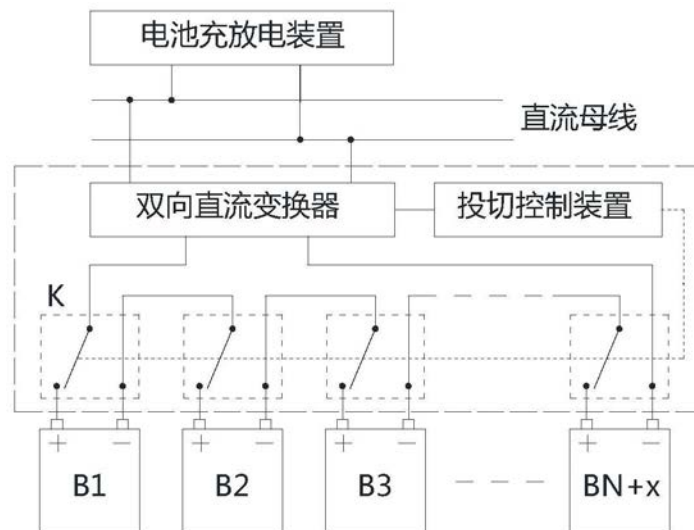 电池充放电装置
直流母线
双向直流变换器
投切控制装置
K
+ − + − + − + −
B1 B2 B3 BN+x